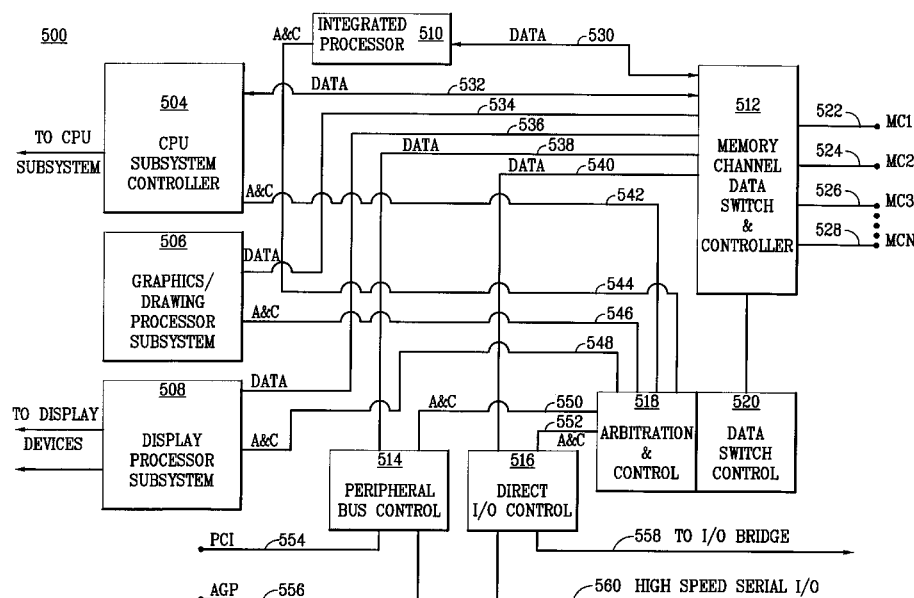 500
A&C
INTEGRATED
PROCESSOR
510
DATA
530
504
CPU
SUBSYSTEM
CONTROLLER
TO CPU
SUBSYSTEM
DATA
532
534
536
DATA
538
DATA
540
512
MEMORY
CHANNEL
DATA
SWITCH
&
CONTROLLER
522
MC1
524
MC2
526
MC3
528
MCN
A&C
542
506
GRAPHICS/
DRAWING
PROCESSOR
SUBSYSTEM
DATA
544
A&C
546
548
508
DISPLAY
PROCESSOR
SUBSYSTEM
TO DISPLAY
DEVICES
DATA
A&C
A&C
550
552
A&C
518
ARBITRATION
&
CONTROL
520
DATA
SWITCH
CONTROL
514
PERIPHERAL
BUS CONTROL
516
DIRECT
I/O CONTROL
PCI
554
558 TO I/O BRIDGE
AGP
556
560 HIGH SPEED SERIAL I/O